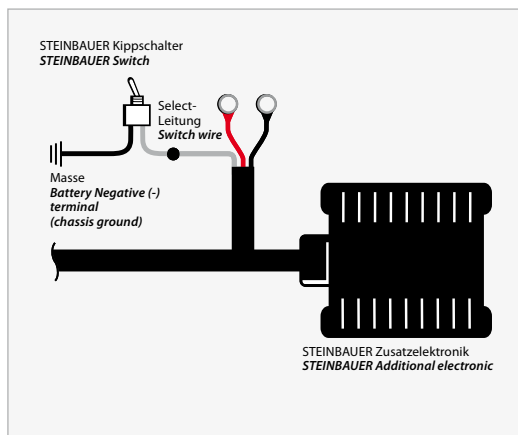 STEINBAUER Kippschalter
STEINBAUER Switch
Select-
Leitung
Switch wire
Masse
Battery Negative (-)
terminal
(chassis ground)
STEINBAUER Zusatzelektronik
STEINBAUER Additional electronic